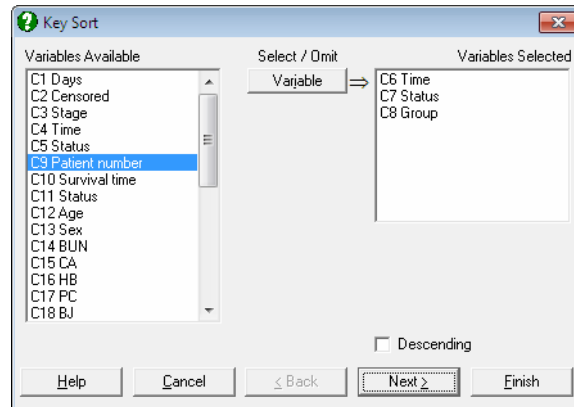 Key Sort
Variables Available
Select / Omit
Variables Selected
C1 Days
C2 Censored
C3 Stage
C4 Time
C5 Status
C9 Patient number
C10 Survival time
C11 Status
C12 Age
C13 Sex
C14 BUN
C15 CA
C16 HB
C17 PC
C18 BJ
Variable
C6 Time
C7 Status
C8 Group
Descending
Help
Cancel
< Back
Next >
Finish